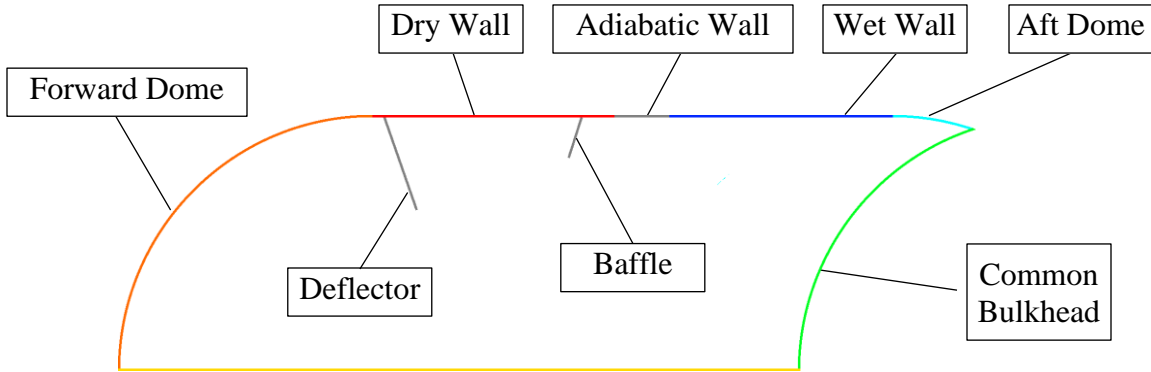 Dry Wall
Adiabatic Wall
Wet Wall
Aft Dome
Forward Dome
Deflector
Baffle
Common
Bulkhead